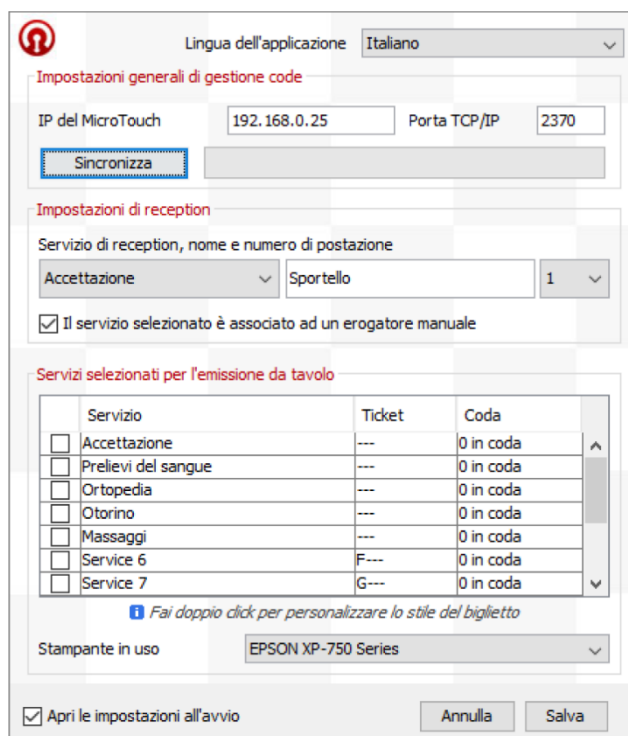 Lingua dell'applicazione Italiano
Impostazioni generali di gestione code
IP del MicroTouch 192.168.0.25 Porta TCP/IP 2370
Sincronizza
Impostazioni di reception
Servizio di reception, nome e numero di postazione
Accettazione Sportello 1
Il servizio selezionato è associato ad un erogatore manuale
Servizi selezionati per l'emissione da tavolo
Servizio Ticket Coda
Accettazione --- 0 in coda
Prelievi del sangue --- 0 in coda
Ortopedia --- 0 in coda
Otorino --- 0 in coda
Massaggi --- 0 in coda
Service 6 F--- 0 in coda
Service 7 G--- 0 in coda
Fai doppio click per personalizzare lo stile del biglietto
Stampante in uso EPSON XP-750 Series
Apri le impostazioni all'avvio Annulla Salva